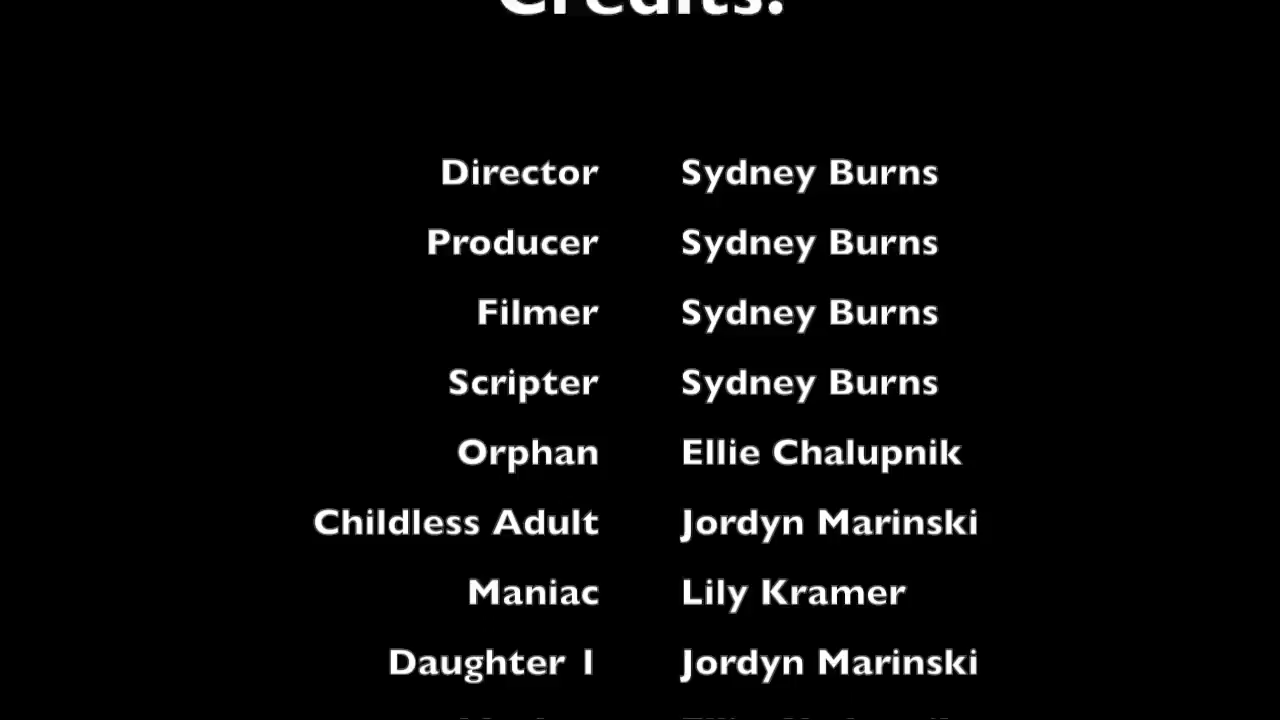 Credits:
Director Sydney Burns
Producer Sydney Burns
Filmer Sydney Burns
Scripter Sydney Burns
Orphan Ellie Chalupnik
Childless Adult Jordyn Marinski
Maniac Lily Kramer
Daughter 1 Jordyn Marinski